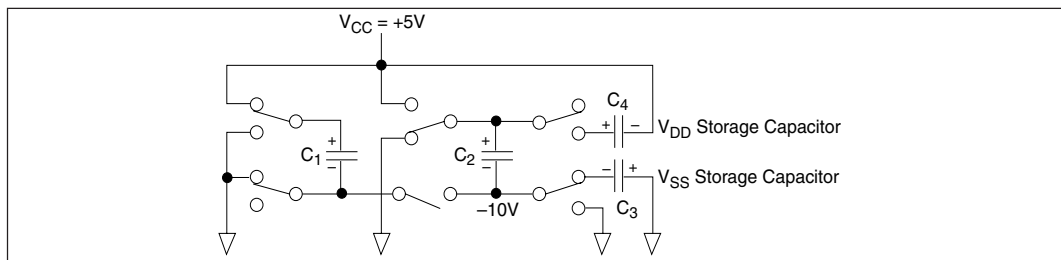 V_CC = +5V
C_4
+ –
V_DD Storage Capacitor
+
C_1
–
+
C_2
–
– +
V_SS Storage Capacitor
–10V
C_3